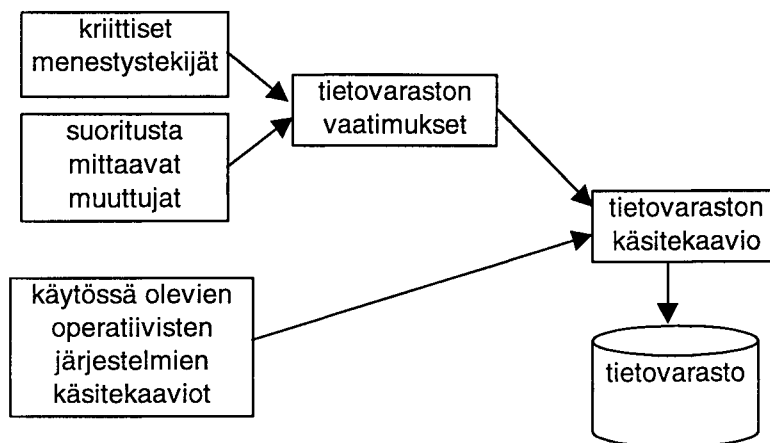 kriittiset
menestystekijät
suoritusta
mittaavat
muuttujat
tietovaraston
vaatimukset
tietovaraston
käsitekaavio
käytössä olevien
operatiivisten
järjestelmien
käsitekaaviot
tietovarasto